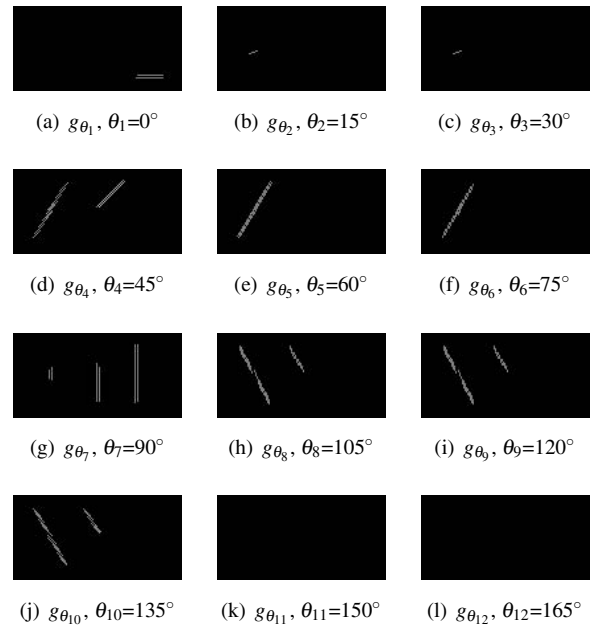 (a) gθ₁, θ₁=0° (b) gθ₂, θ₂=15° (c) gθ₃, θ₃=30°
(d) gθ₄, θ₄=45° (e) gθ₅, θ₅=60° (f) gθ₆, θ₆=75°
(g) gθ₇, θ₇=90° (h) gθ₈, θ₈=105° (i) gθ₉, θ₉=120°
(j) gθ₁₀, θ₁₀=135° (k) gθ₁₁, θ₁₁=150° (l) gθ₁₂, θ₁₂=165°